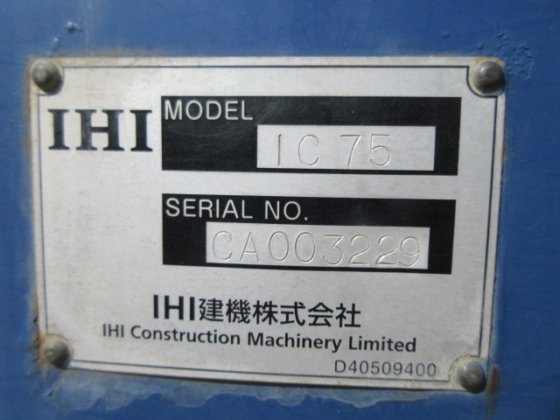 IHI
MODEL
IC75
SERIAL NO.
CA003229
IHI建機株式会社
IHI Construction Machinery Limited
D40509400